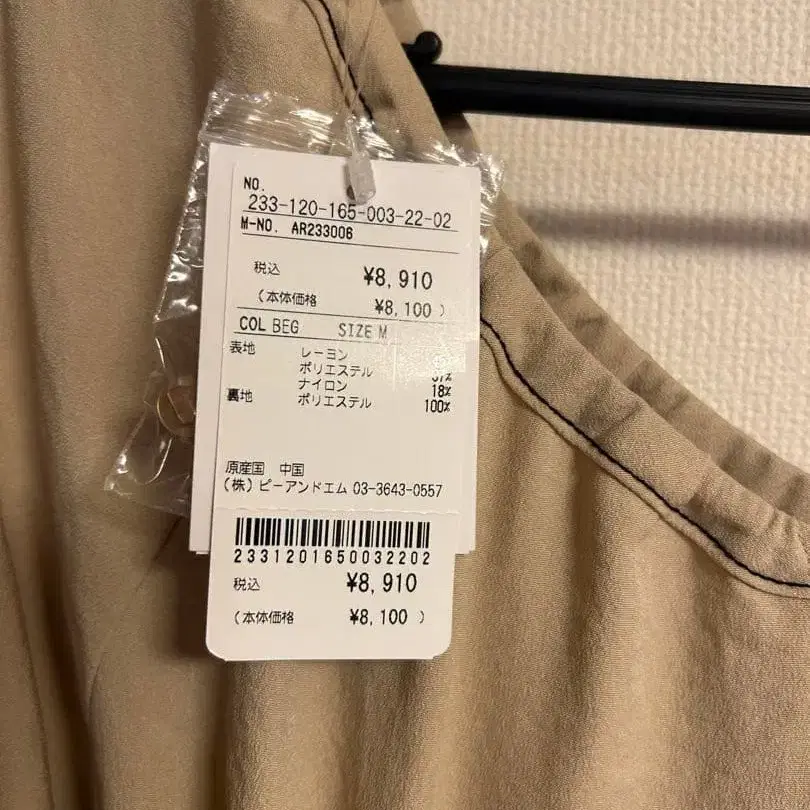 NO.
233-120-165-003-22-02
M-NO. AR233006
税込 ¥8,910
(本体価格 ¥8,100 )
COL BEG SIZE M
表地 レーヨン
ポリエステル
ナイロン 18%
裏地 ポリエステル 100%
原産国 中国
(株)ピーアンドエム 03-3643-0557
2331201650032202
税込 ¥8,910
(本体価格 ¥8,100 )